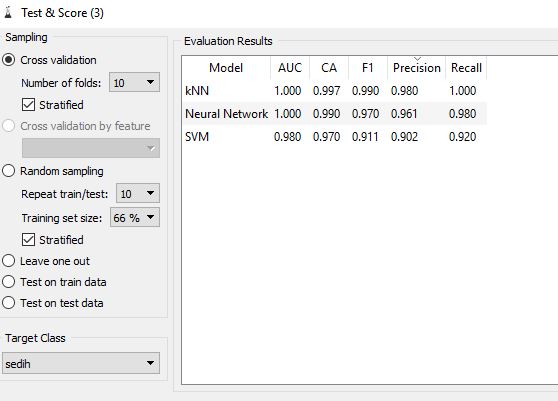 Test & Score (3)
Sampling
Cross validation
Number of folds: 10
Stratified
Cross validation by feature
Random sampling
Repeat train/test: 10
Training set size: 66 %
Stratified
Leave one out
Test on train data
Test on test data
Target Class
sedih
Evaluation Results
Model AUC CA F1 Precision Recall
kNN 1.000 0.997 0.990 0.980 1.000
Neural Network 1.000 0.990 0.970 0.961 0.980
SVM 0.980 0.970 0.911 0.902 0.920